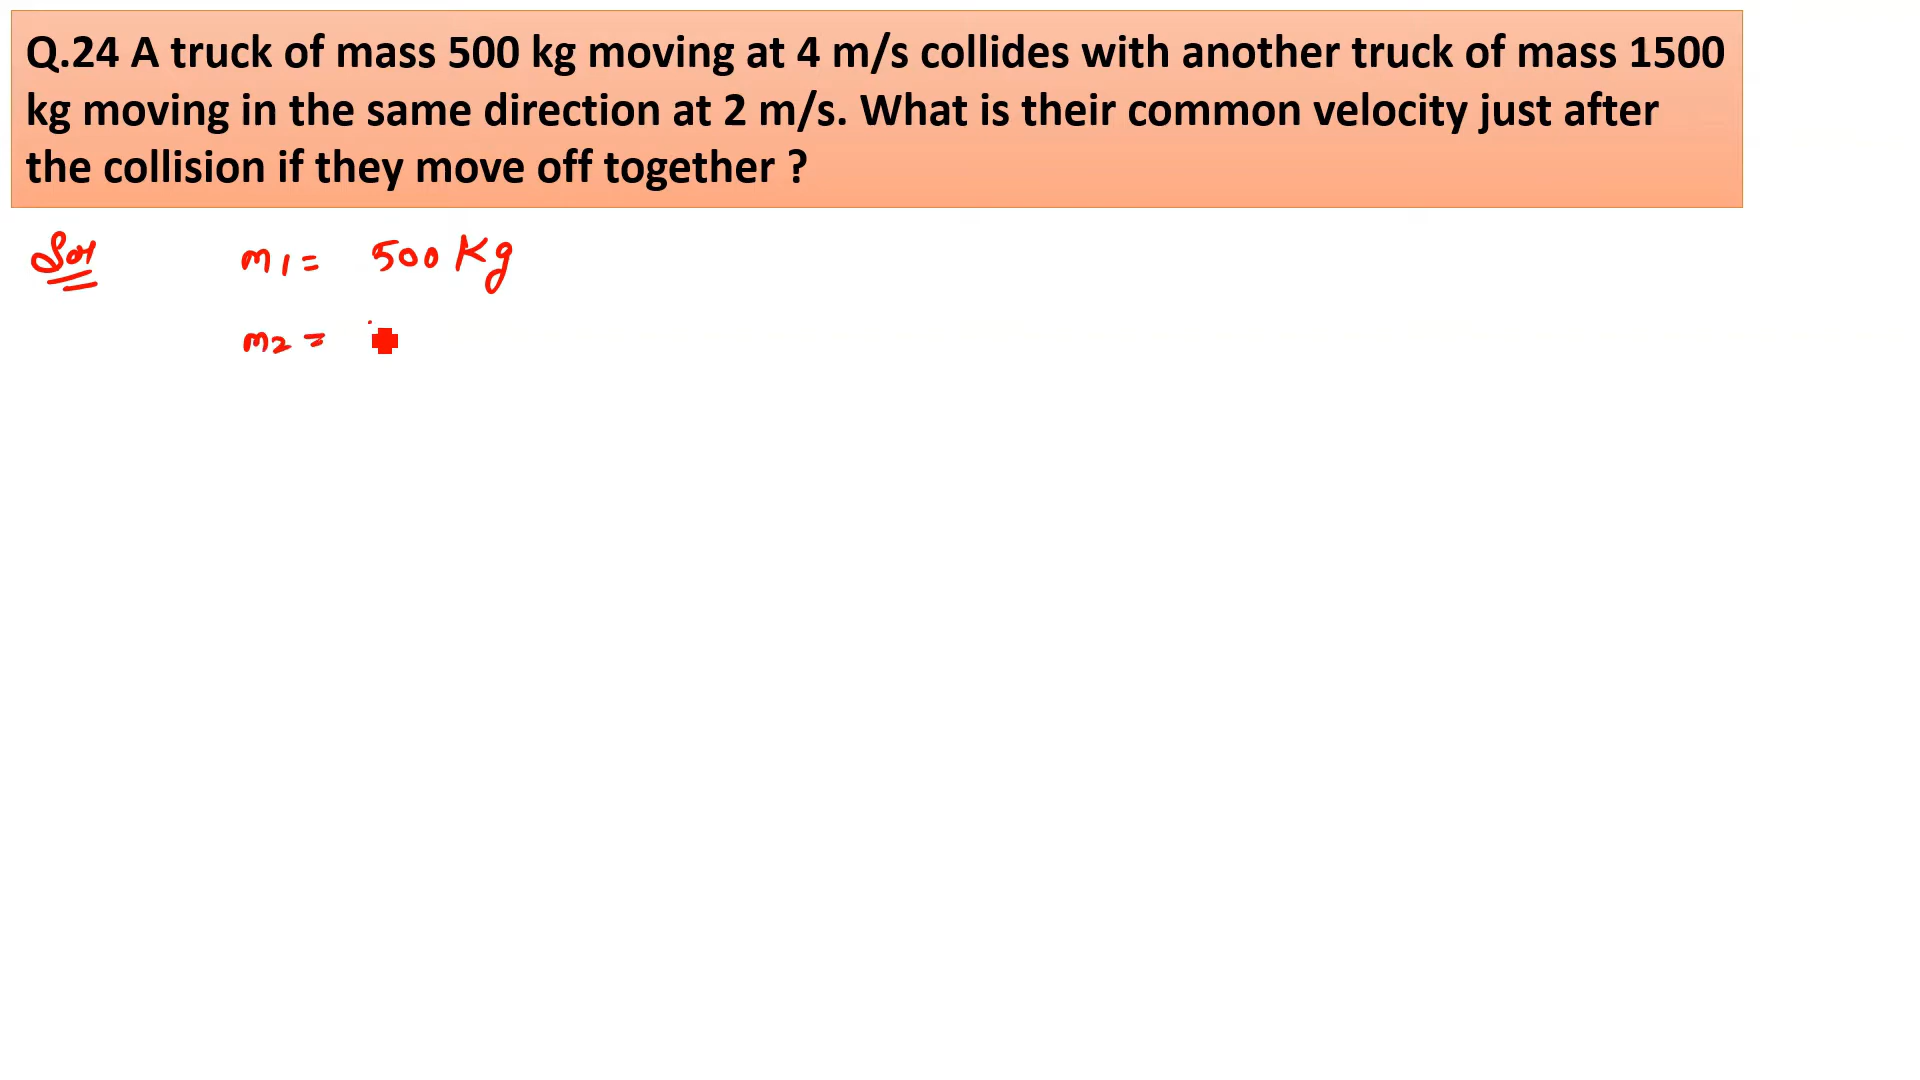 Q.24 A truck of mass 500 kg moving at 4 m/s collides with another truck of mass 1500
kg moving in the same direction at 2 m/s. What is their common velocity just after
the collision if they move off together ?
Sol m1 = 500 Kg
m2 =